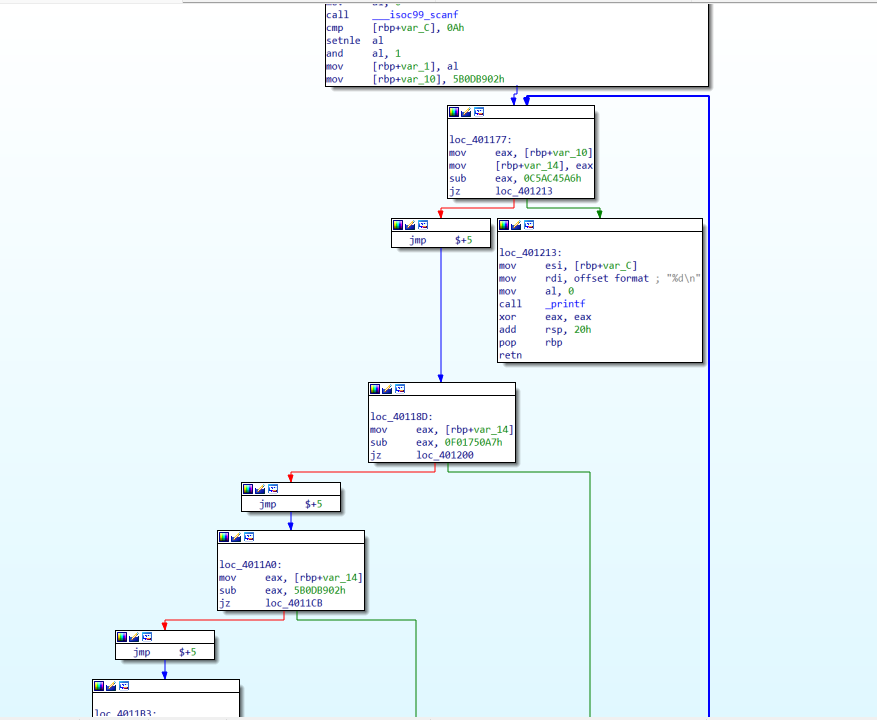 call ___isoc99_scanf
cmp [rbp+var_C], 0Ah
setnle al
and al, 1
mov [rbp+var_1], al
mov [rbp+var_10], 5B0DB902h
loc_401177:
mov eax, [rbp+var_10]
mov [rbp+var_14], eax
sub eax, 0C5AC45A6h
jz loc_401213
jmp $+5
loc_401213:
mov esi, [rbp+var_C]
mov rdi, offset format ; "%d\n"
mov al, 0
call _printf
xor eax, eax
add rsp, 20h
pop rbp
retn
loc_40118D:
mov eax, [rbp+var_14]
sub eax, 0F01750A7h
jz loc_401200
jmp $+5
loc_4011A0:
mov eax, [rbp+var_14]
sub eax, 5B0DB902h
jz loc_4011CB
jmp $+5
loc_4011B3: